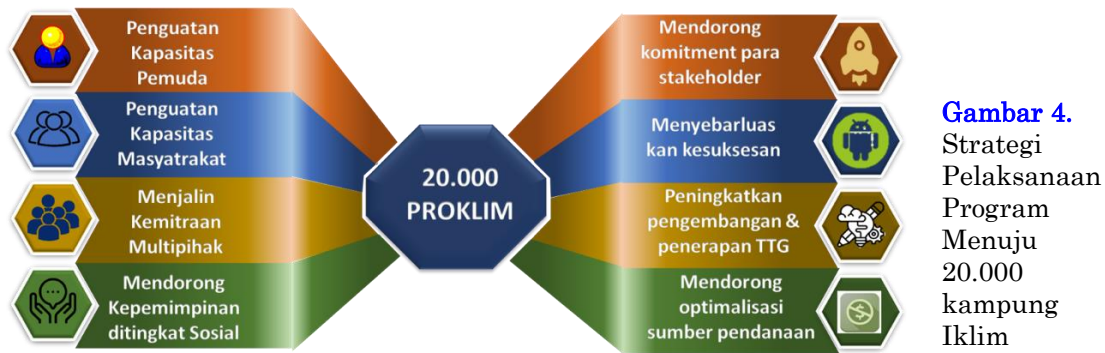 Penguatan
Kapasitas
Pemuda
Penguatan
Kapasitas
Masyatrakat
Menjalin
Kemitraan
Multipihak
Mendorong
Kepemimpinan
ditingkat Sosial
20.000
PROKLIM
Mendorong
komitment para
stakeholder
Menyebarluas
kan kesuksesan
Peningkatkan
pengembangan &
penerapan TTG
Mendorong
optimalisasi
sumber pendanaan
Gambar 4.
Strategi
Pelaksanaan
Program
Menuju
20.000
kampung
Iklim